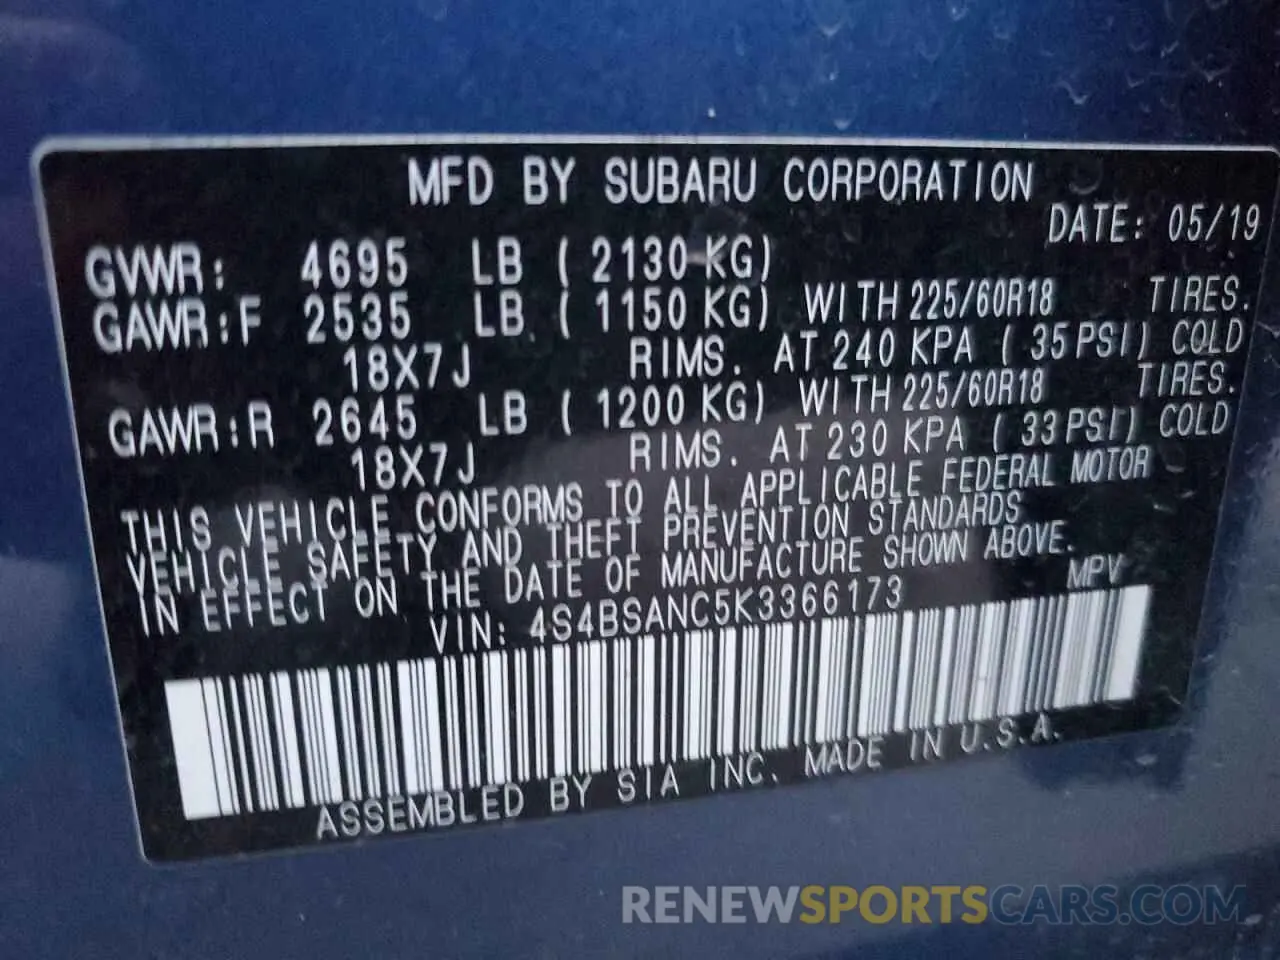 MFD BY SUBARU CORPORATION
DATE: 05/19
GVWR: 4695 LB ( 2130 KG)
GAWR:F 2535 LB ( 1150 KG) WITH 225/60R18 TIRES.
18X7J RIMS. AT 240 KPA ( 35 PSI) COLD
GAWR:R 2645 LB ( 1200 KG) WITH 225/60R18 TIRES.
18X7J RIMS. AT 230 KPA ( 33 PSI) COLD
THIS VEHICLE CONFORMS TO ALL APPLICABLE FEDERAL MOTOR
VEHICLE SAFETY AND THEFT PREVENTION STANDARDS
IN EFFECT ON THE DATE OF MANUFACTURE SHOWN ABOVE.
VIN: 4S4BSANC5K3366173 MPV
ASSEMBLED BY SIA INC. MADE IN U.S.A.
RENEWSPORTSCARS.COM